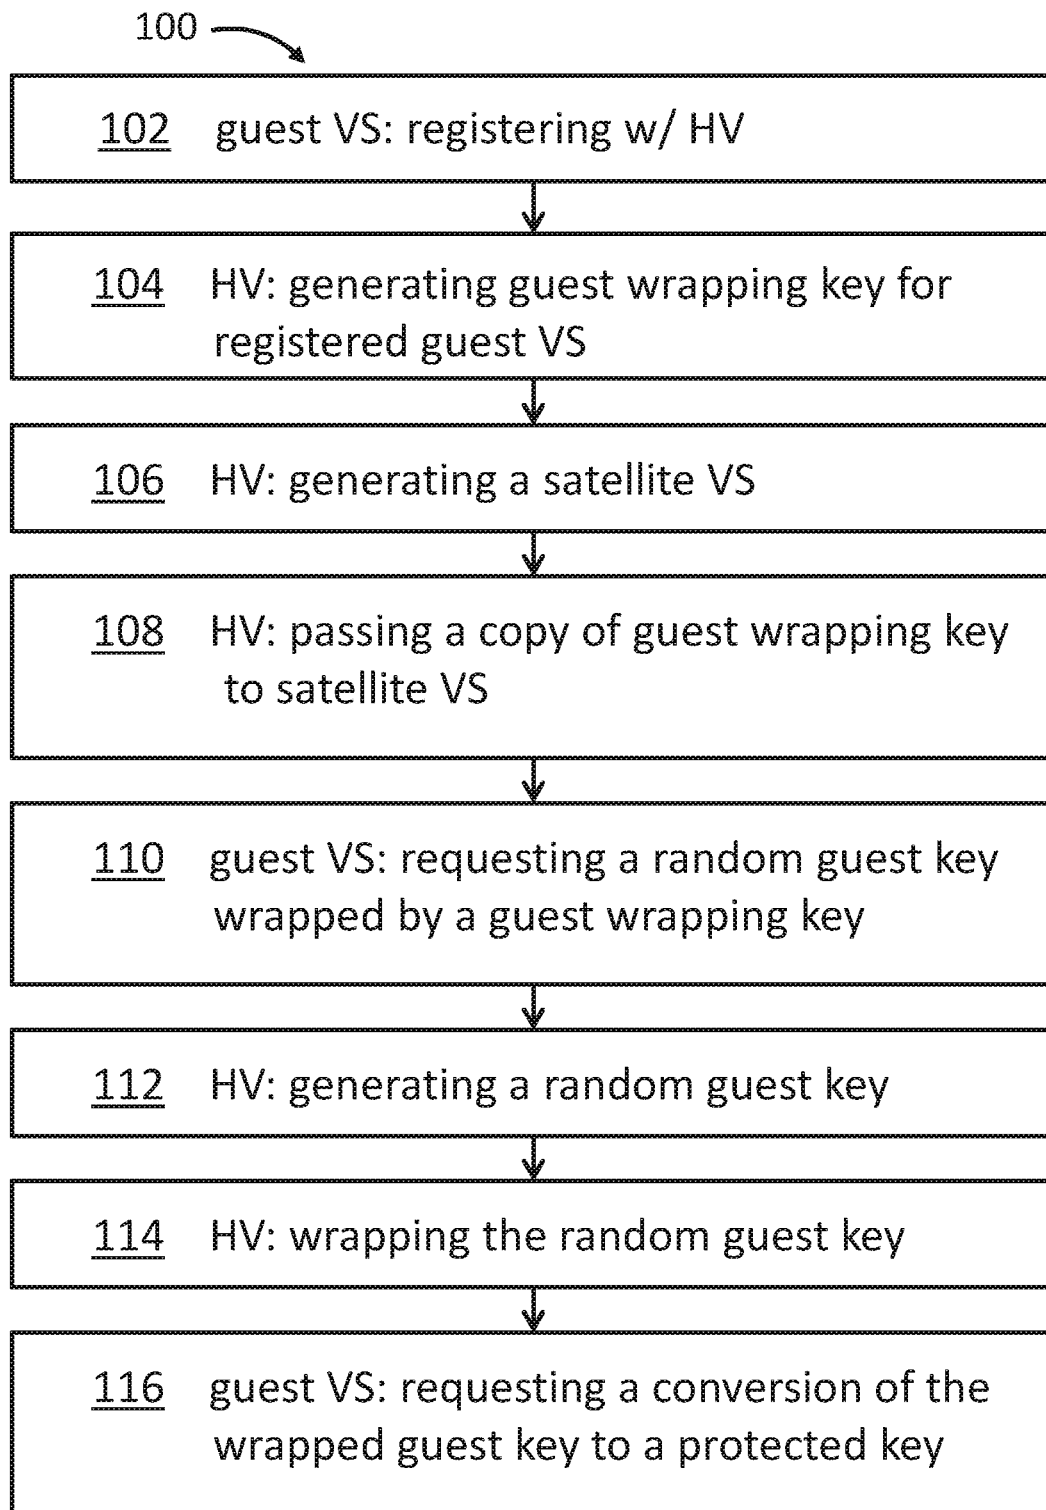 100
102 guest VS: registering w/ HV
104 HV: generating guest wrapping key for
registered guest VS
106 HV: generating a satellite VS
108 HV: passing a copy of guest wrapping key
to satellite VS
110 guest VS: requesting a random guest key
wrapped by a guest wrapping key
112 HV: generating a random guest key
114 HV: wrapping the random guest key
116 guest VS: requesting a conversion of the
wrapped guest key to a protected key